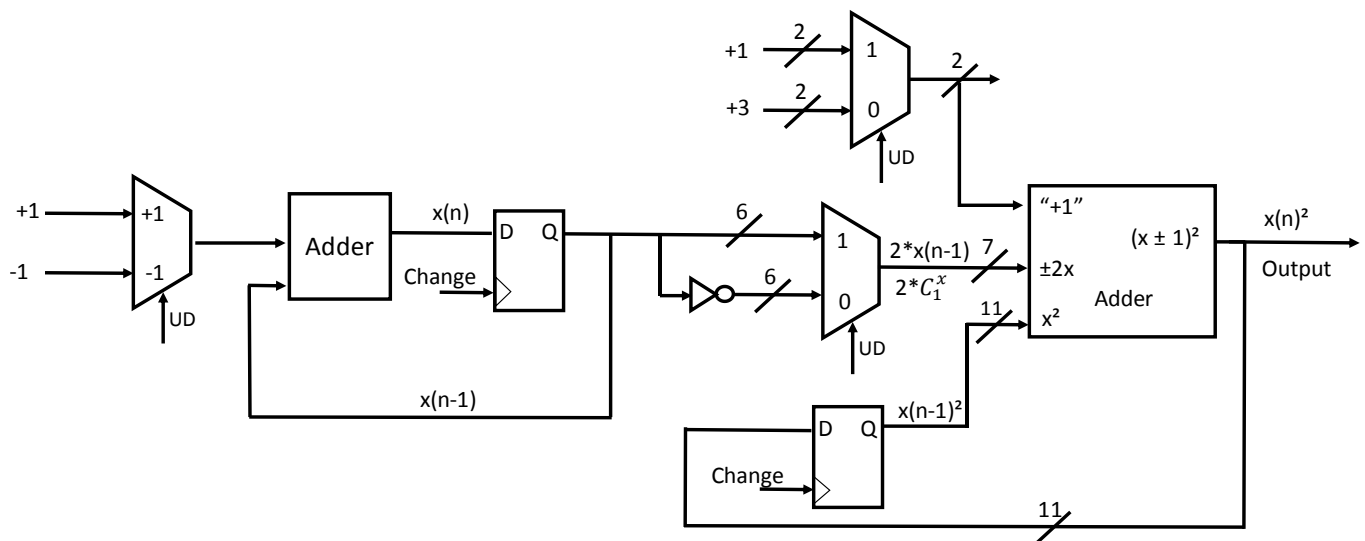 +1
2
1
2
+3
2
0
UD
+1
+1
-1
-1
UD
Adder
x(n)
D
Q
Change
x(n-1)
6
6
1
0
UD
2*x(n-1)
7
2*C₁ˣ
11
"+1"
±2x
x²
(x ± 1)²
Adder
x(n)²
Output
D
Q
x(n-1)²
Change
11